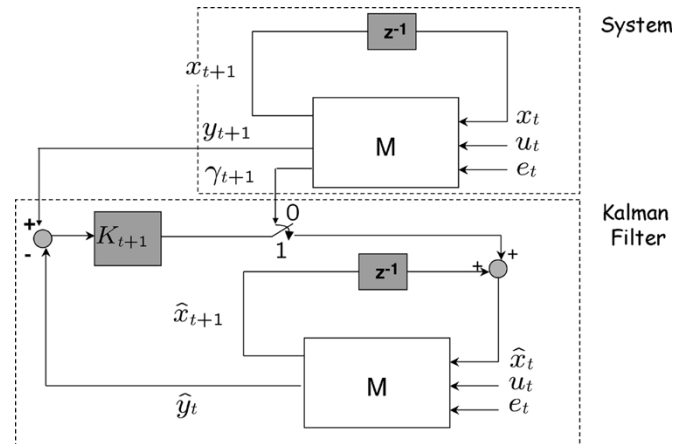 System
z⁻¹
x_{t+1}
x_t
y_{t+1}
M
u_t
γ_{t+1}
e_t
0
Kalman
Filter
+
K_{t+1}
-
1
+
z⁻¹
+
x̂_{t+1}
x̂_t
M
u_t
ŷ_t
e_t